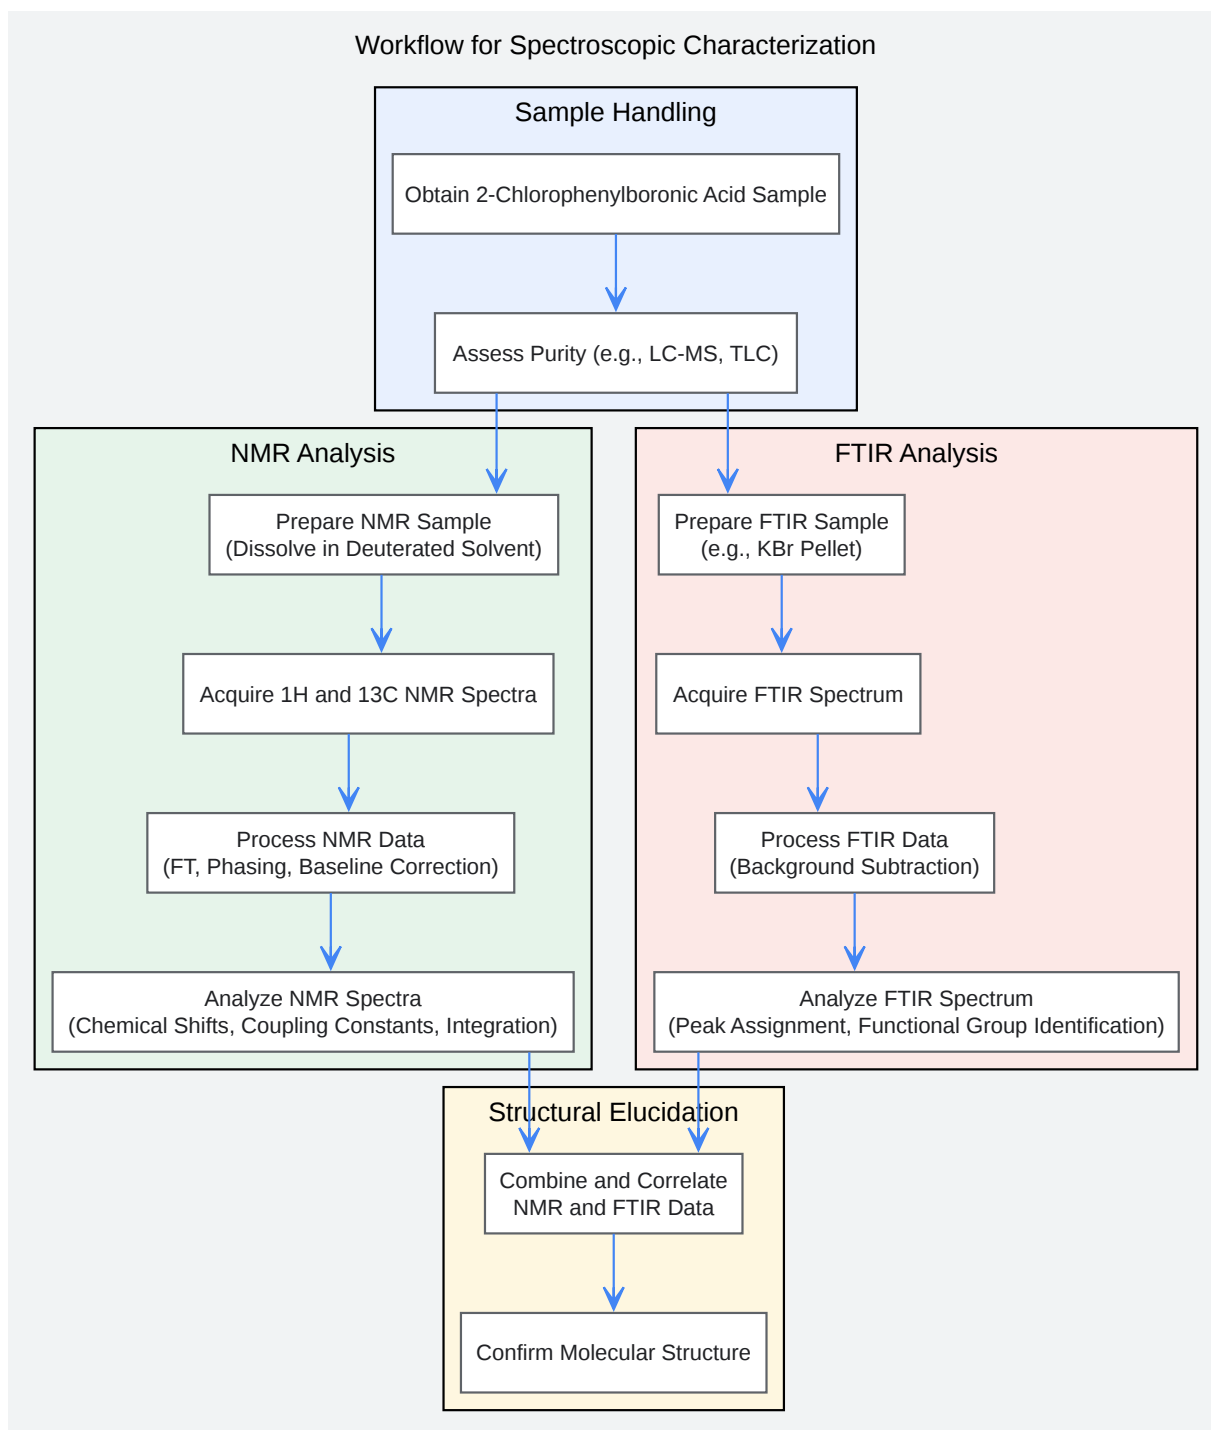 Workflow for Spectroscopic Characterization
Sample Handling
Obtain 2-Chlorophenylboronic Acid Sample
Assess Purity (e.g., LC-MS, TLC)
NMR Analysis
Prepare NMR Sample
(Dissolve in Deuterated Solvent)
Acquire 1H and 13C NMR Spectra
Process NMR Data
(FT, Phasing, Baseline Correction)
Analyze NMR Spectra
(Chemical Shifts, Coupling Constants, Integration)
FTIR Analysis
Prepare FTIR Sample
(e.g., KBr Pellet)
Acquire FTIR Spectrum
Process FTIR Data
(Background Subtraction)
Analyze FTIR Spectrum
(Peak Assignment, Functional Group Identification)
Structural Elucidation
Combine and Correlate
NMR and FTIR Data
Confirm Molecular Structure